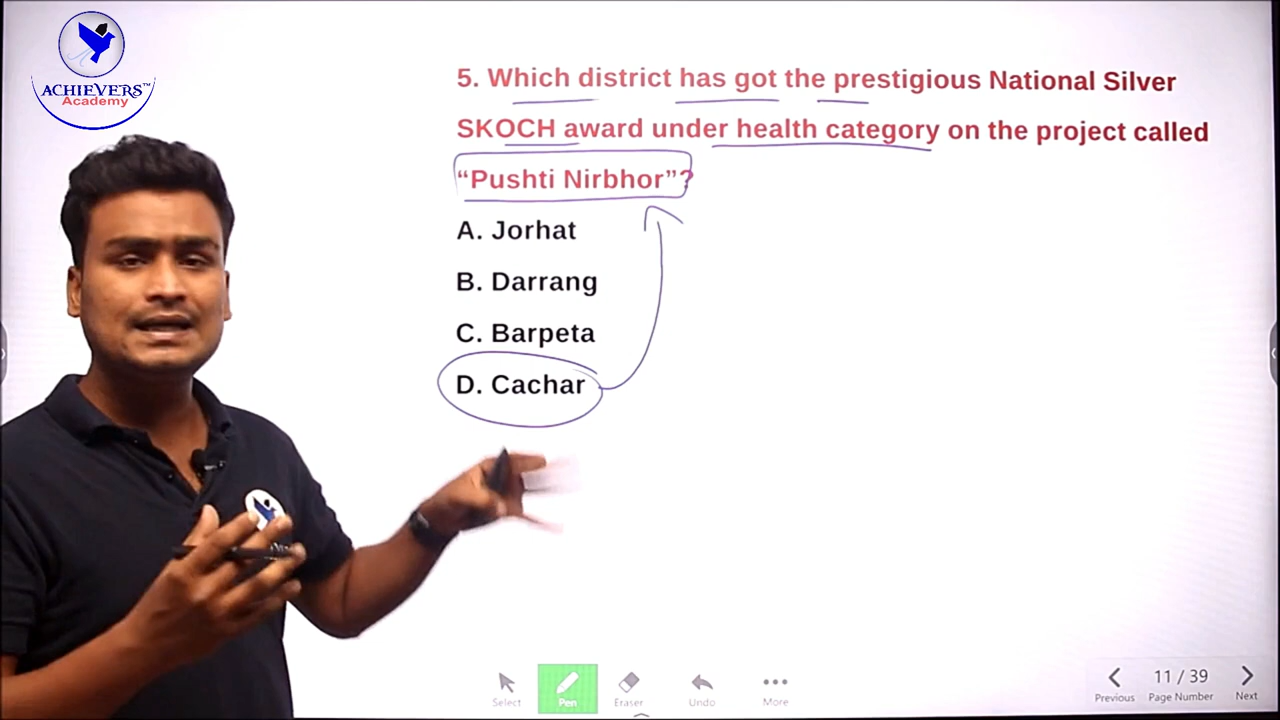 ACHiEVERS™
Academy
5. Which district has got the prestigious National Silver
SKOCH award under health category on the project called
“Pushti Nirbhor”?
A. Jorhat
B. Darrang
C. Barpeta
D. Cachar
Select
Pen
Eraser
Undo
More
Previous
11 / 39
Page Number
Next